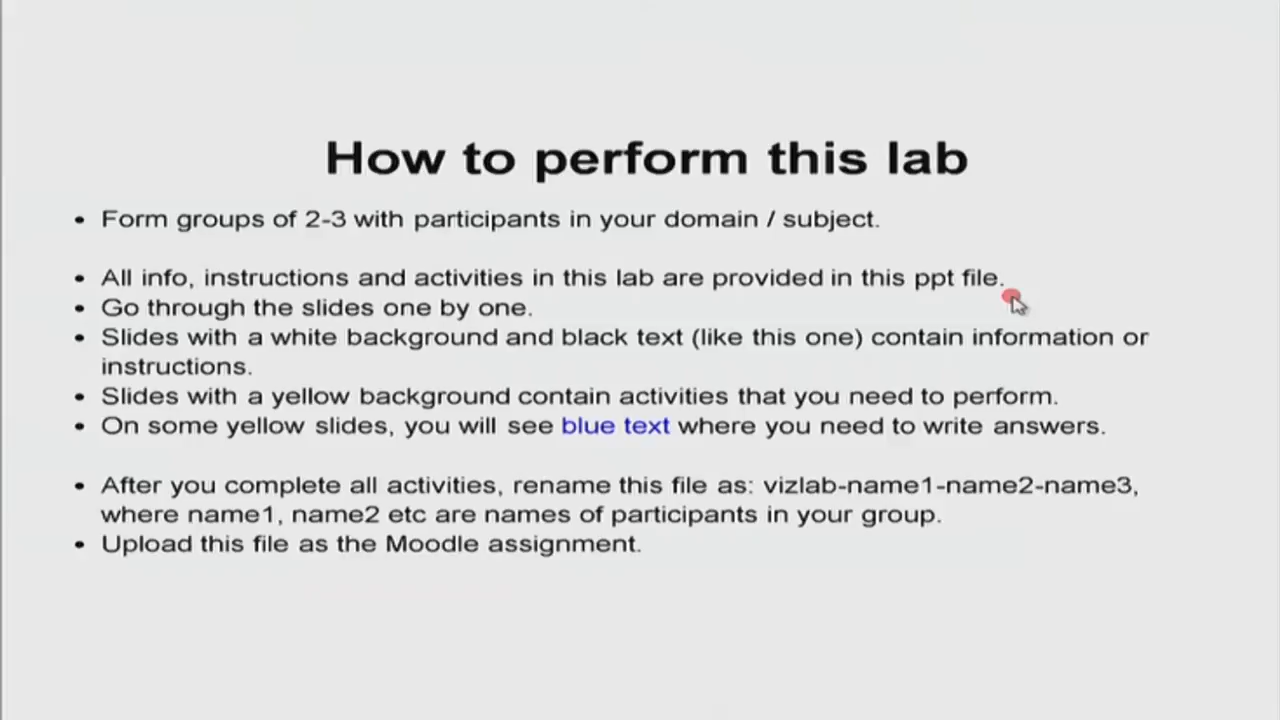 How to perform this lab
• Form groups of 2-3 with participants in your domain / subject.
• All info, instructions and activities in this lab are provided in this ppt file.
• Go through the slides one by one.
• Slides with a white background and black text (like this one) contain information or
instructions.
• Slides with a yellow background contain activities that you need to perform.
• On some yellow slides, you will see blue text where you need to write answers.
• After you complete all activities, rename this file as: vizlab-name1-name2-name3,
where name1, name2 etc are names of participants in your group.
• Upload this file as the Moodle assignment.